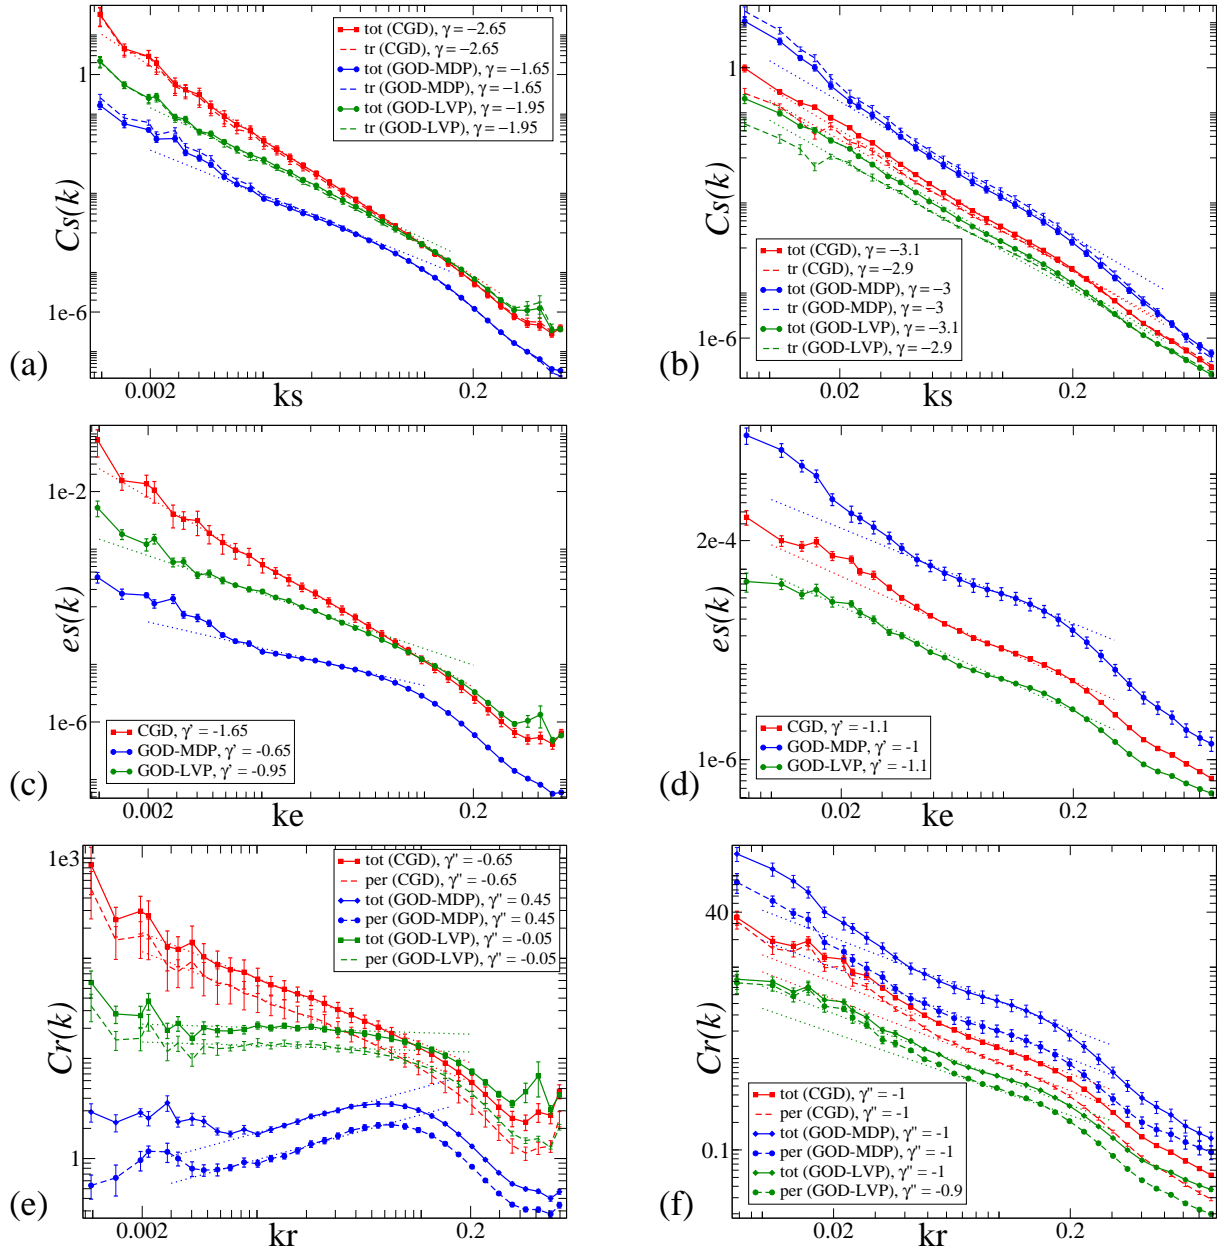 tot (CGD), γ = −2.65
tr (CGD), γ = −2.65
tot (GOD-MDP), γ = −1.65
tr (GOD-MDP), γ = −1.65
tot (GOD-LVP), γ = −1.95
tr (GOD-LVP), γ = −1.95
1
1e-6
Cs(k)
0.002
0.2
ks
(a)
tot (CGD), γ = −3.1
tr (CGD), γ = −2.9
tot (GOD-MDP), γ = −3
tr (GOD-MDP), γ = −3
tot (GOD-LVP), γ = −3.1
tr (GOD-LVP), γ = −2.9
1
1e-6
Cs(k)
0.02
0.2
ks
(b)
1e-2
1e-6
es(k)
CGD, γ' = -1.65
GOD-MDP, γ' = -0.65
GOD-LVP, γ' = -0.95
0.002
0.2
ke
(c)
2e-4
1e-6
es(k)
CGD, γ' = -1.1
GOD-MDP, γ' = -1
GOD-LVP, γ' = -1.1
0.02
0.2
ke
(d)
1e3
1
Cr(k)
tot (CGD), γ'' = -0.65
per (CGD), γ'' = -0.65
tot (GOD-MDP), γ'' = 0.45
per (GOD-MDP), γ'' = 0.45
tot (GOD-LVP), γ'' = -0.05
per (GOD-LVP), γ'' = -0.05
0.002
0.2
kr
(e)
40
0.1
Cr(k)
tot (CGD), γ'' = -1
per (CGD), γ'' = -1
tot (GOD-MDP), γ'' = -1
per (GOD-MDP), γ'' = -1
tot (GOD-LVP), γ'' = -1
per (GOD-LVP), γ'' = -0.9
0.02
0.2
kr
(f)